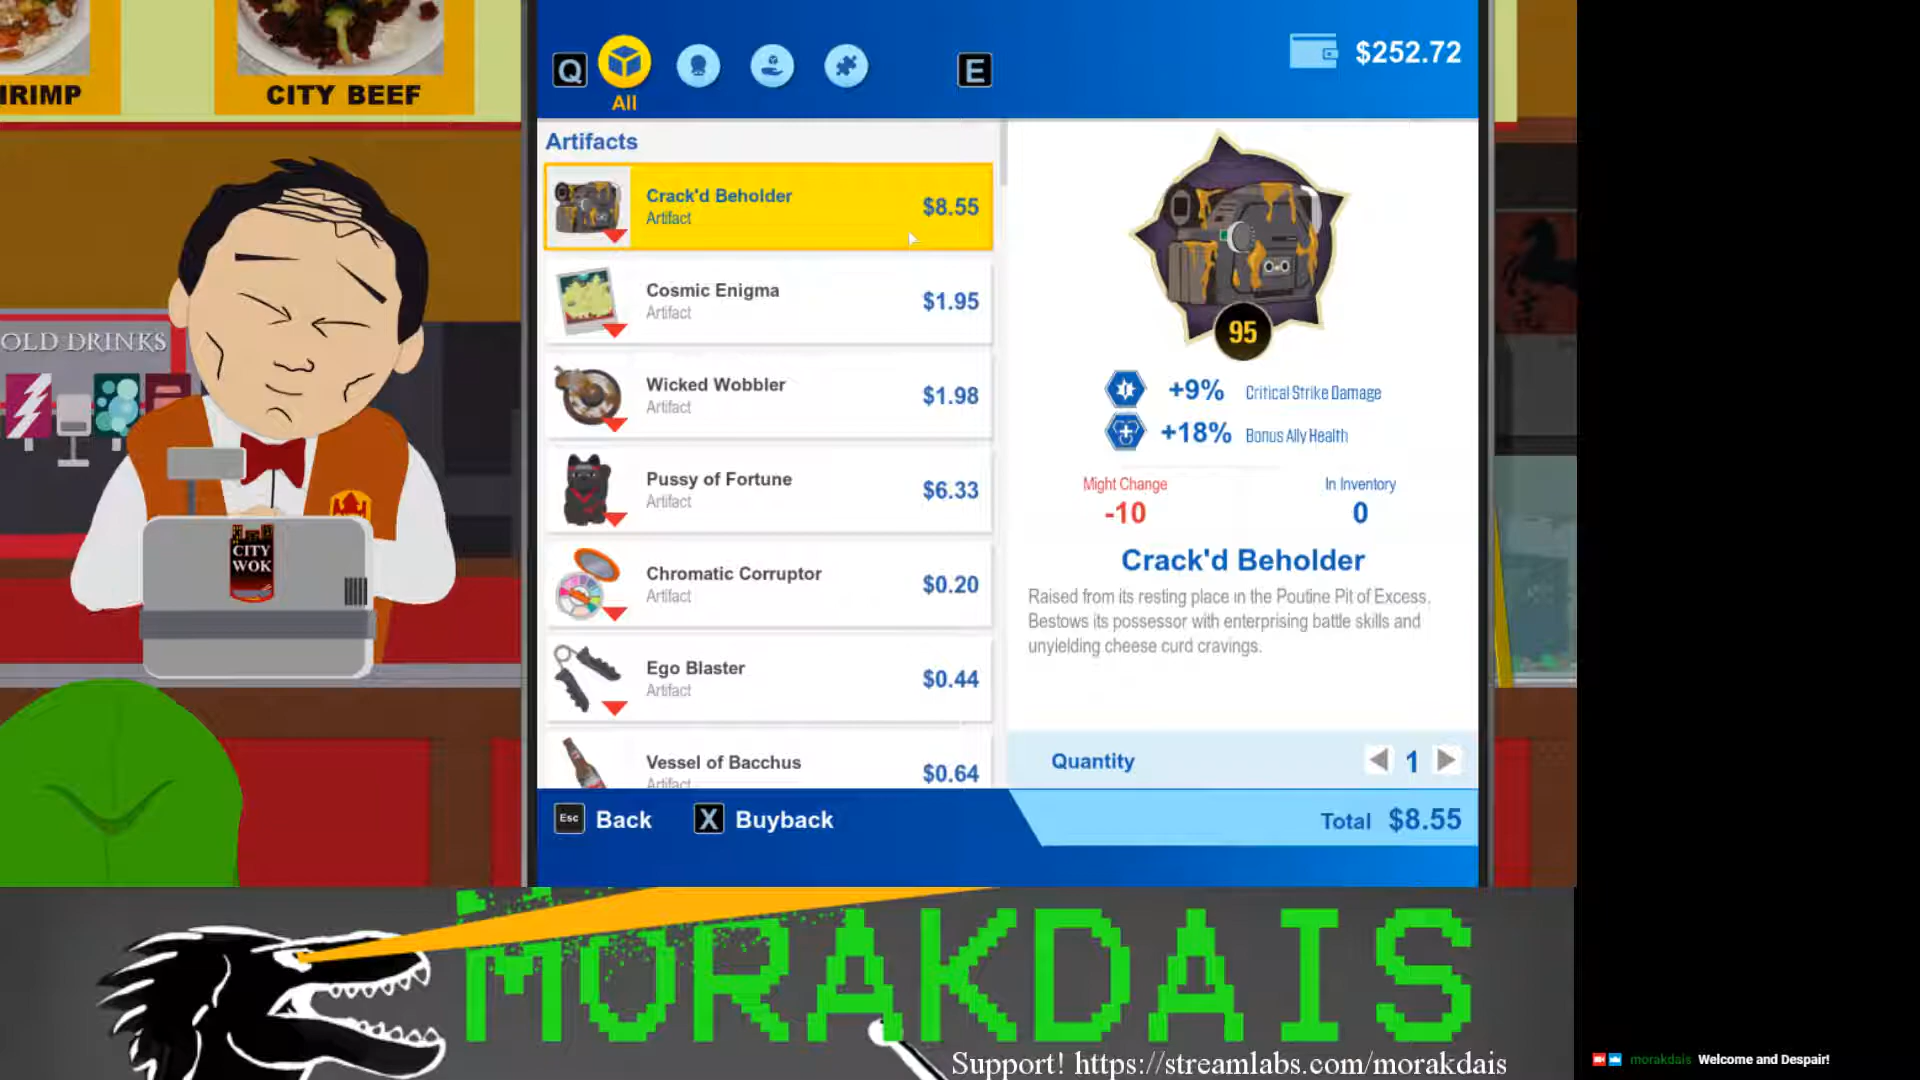 IRIMP
CITY BEEF
OLD DRINKS
CITY
WOK
Q
All
E
$252.72
Artifacts
Crack'd Beholder
Artifact
$8.55
Cosmic Enigma
Artifact
$1.95
Wicked Wobbler
Artifact
$1.98
Pussy of Fortune
Artifact
$6.33
Chromatic Corruptor
Artifact
$0.20
Ego Blaster
Artifact
$0.44
Vessel of Bacchus
Artifact
$0.64
95
+9% Critical Strike Damage
+18% Bonus Ally Health
Might Change
-10
In Inventory
0
Crack'd Beholder
Raised from its resting place in the Poutine Pit of Excess.
Bestows its possessor with enterprising battle skills and
unyielding cheese curd cravings.
Quantity 1
Esc Back X Buyback
Total $8.55
MORAKDAIS
Support! https://streamlabs.com/morakdais
morakdais Welcome and Despair!